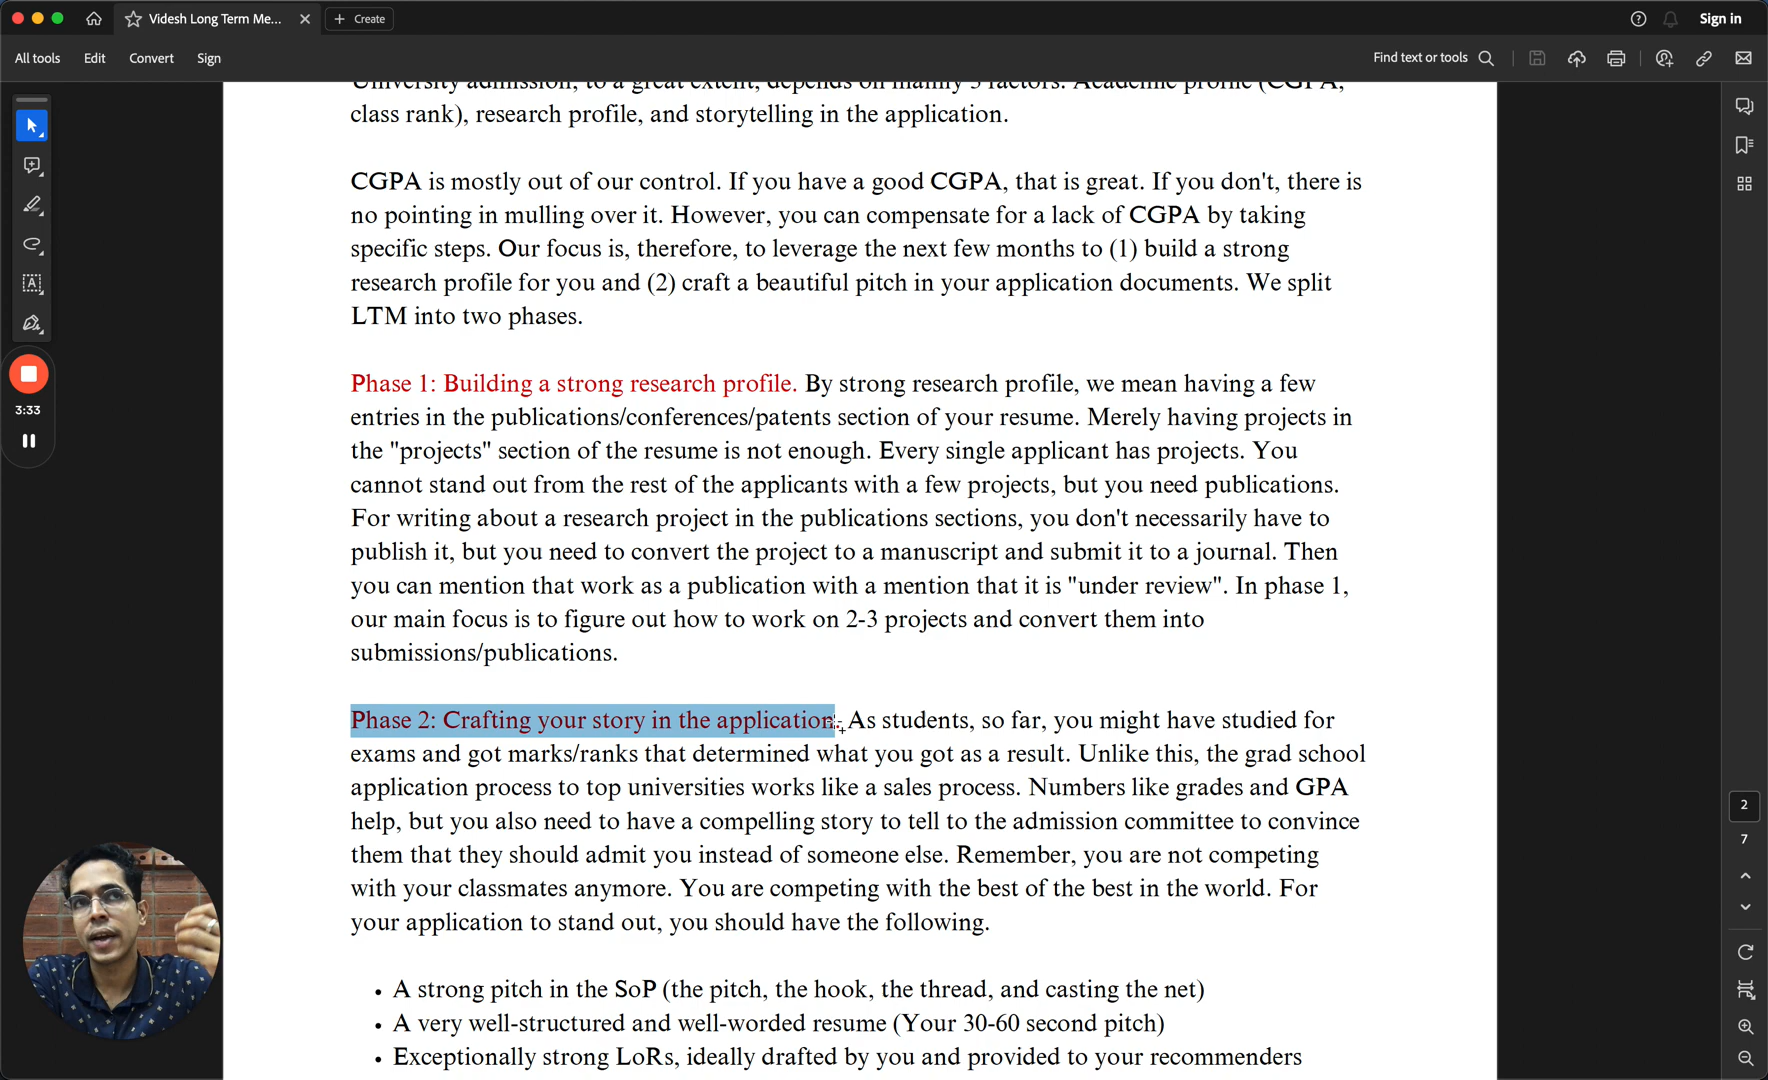 Videsh Long Term Me...
Create
Sign in
All tools
Edit
Convert
Sign
Find text or tools
University admission, to a great extent, depends on mainly 3 factors. Academic profile (CGPA,
class rank), research profile, and storytelling in the application.
CGPA is mostly out of our control. If you have a good CGPA, that is great. If you don't, there is
no pointing in mulling over it. However, you can compensate for a lack of CGPA by taking
specific steps. Our focus is, therefore, to leverage the next few months to (1) build a strong
research profile for you and (2) craft a beautiful pitch in your application documents. We split
LTM into two phases.
Phase 1: Building a strong research profile. By strong research profile, we mean having a few
entries in the publications/conferences/patents section of your resume. Merely having projects in
the "projects" section of the resume is not enough. Every single applicant has projects. You
cannot stand out from the rest of the applicants with a few projects, but you need publications.
For writing about a research project in the publications sections, you don't necessarily have to
publish it, but you need to convert the project to a manuscript and submit it to a journal. Then
you can mention that work as a publication with a mention that it is "under review". In phase 1,
our main focus is to figure out how to work on 2-3 projects and convert them into
submissions/publications.
Phase 2: Crafting your story in the application. As students, so far, you might have studied for
exams and got marks/ranks that determined what you got as a result. Unlike this, the grad school
application process to top universities works like a sales process. Numbers like grades and GPA
help, but you also need to have a compelling story to tell to the admission committee to convince
them that they should admit you instead of someone else. Remember, you are not competing
with your classmates anymore. You are competing with the best of the best in the world. For
your application to stand out, you should have the following.
• A strong pitch in the SoP (the pitch, the hook, the thread, and casting the net)
• A very well-structured and well-worded resume (Your 30-60 second pitch)
• Exceptionally strong LoRs, ideally drafted by you and provided to your recommenders
3:33
2
7